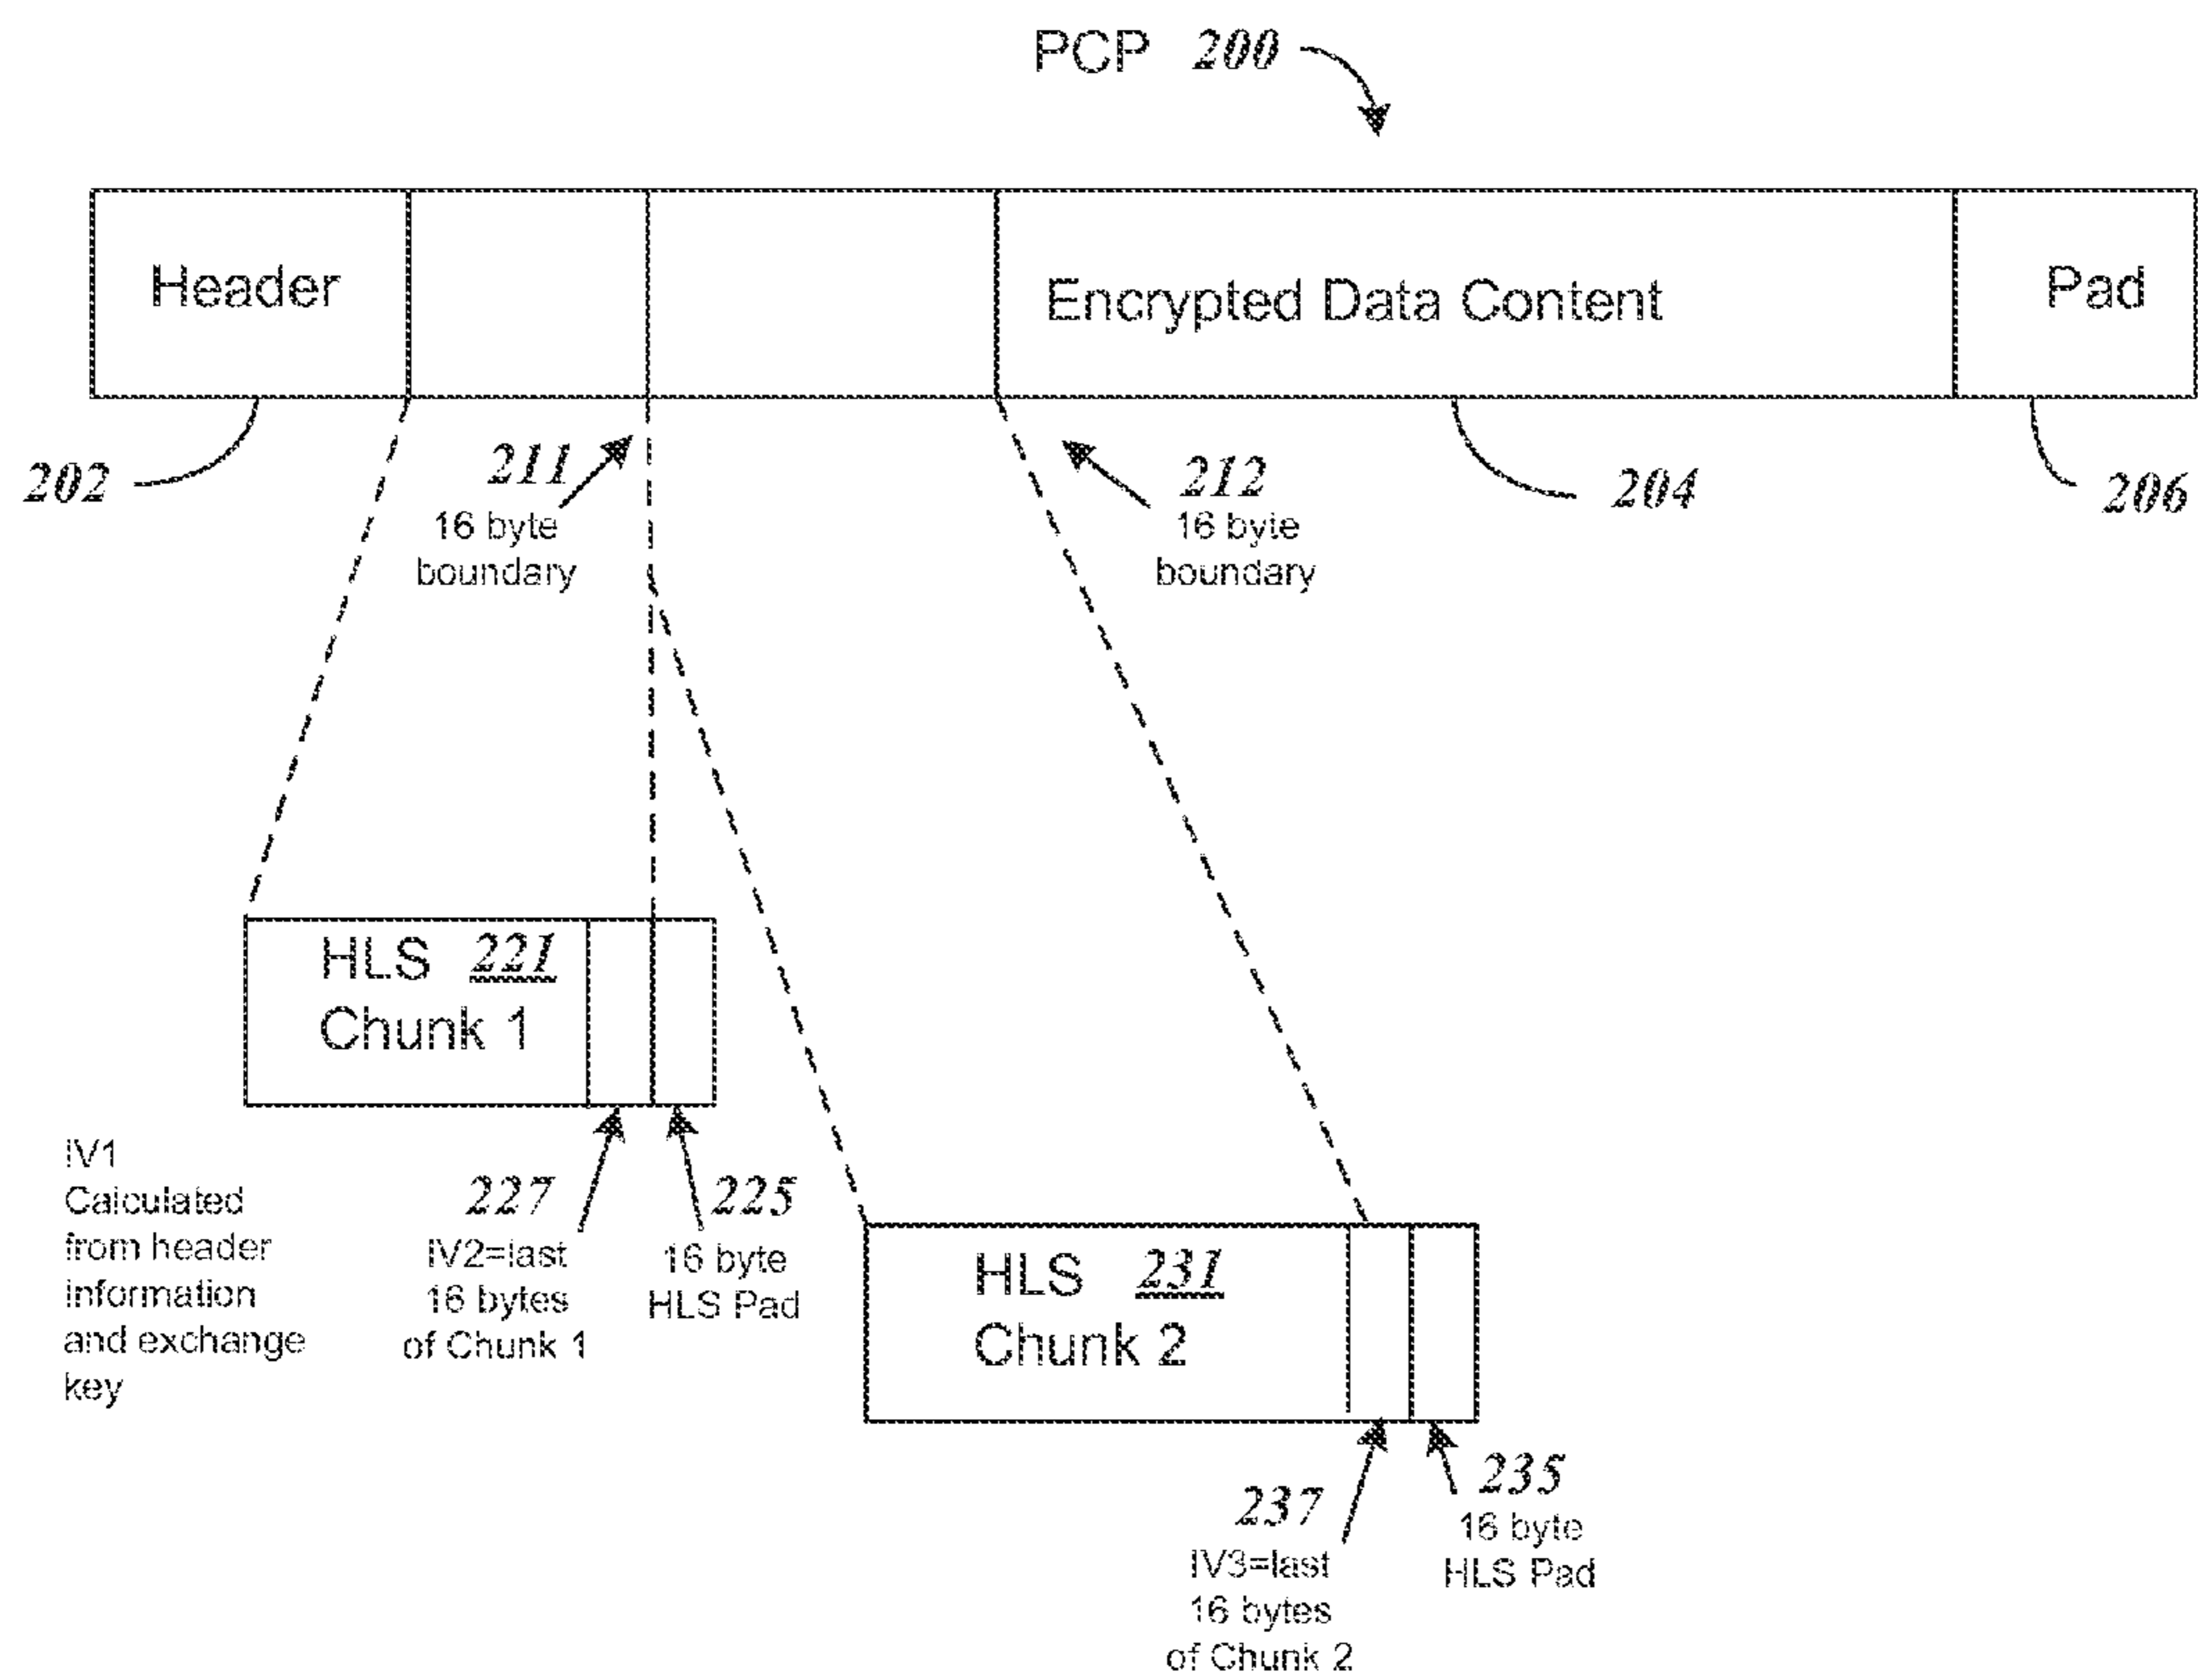 PCP 200
Header
Encrypted Data Content
Pad
202
211
16 byte
boundary
212
16 byte
boundary
204
206
HLS 221
Chunk 1
IV1
Calculated
from header
information
and exchange
key
227
IV2=last
16 bytes
of Chunk 1
225
16 byte
HLS Pad
HLS 231
Chunk 2
237
IV3=last
16 bytes
of Chunk 2
235
16 byte
HLS Pad